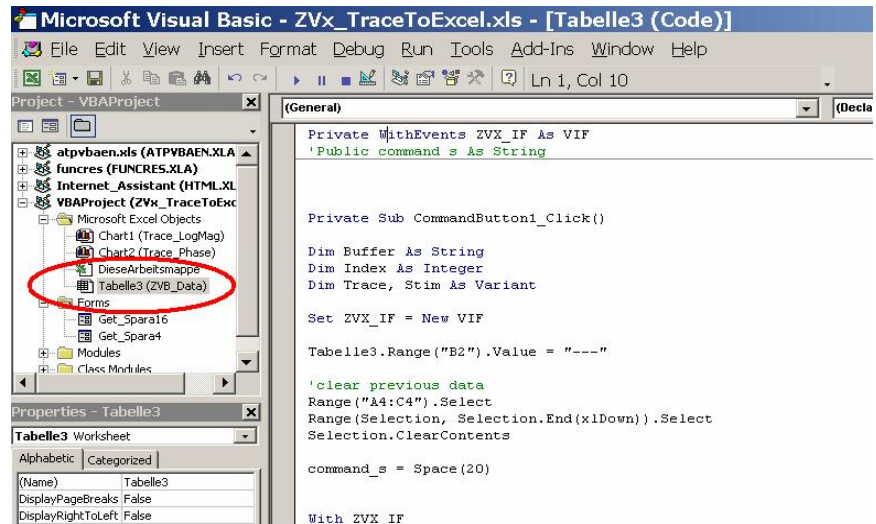 Microsoft Visual Basic - ZVx_TraceToExcel.xls - [Tabelle3 (Code)]
File Edit View Insert Format Debug Run Tools Add-Ins Window Help
Ln 1, Col 10
Project - VBAProject
atpvbaen.xls (ATPVBAEN.XLA
funcres (FUNCRES.XLA)
Internet_Assistant (HTML.XL
VBAProject (ZVx_TraceToExc
Microsoft Excel Objects
Chart1 (Trace_LogMag)
Chart2 (Trace_Phase)
DieseArbeitsmappe
Tabelle3 (ZVB_Data)
Forms
Get_Spara16
Get_Spara4
Modules
Class Modules
Properties - Tabelle3
Tabelle3 Worksheet
Alphabetic Categorized
(Name) Tabelle3
DisplayPageBreaks False
DisplayRightToLeft False
(General) (Decla
Private WithEvents ZVX_IF As VIF
'Public command s As String
Private Sub CommandButton1_Click()
Dim Buffer As String
Dim Index As Integer
Dim Trace, Stim As Variant
Set ZVX_IF = New VIF
Tabelle3.Range("B2").Value = "---"
'clear previous data
Range("A4:C4").Select
Range(Selection, Selection.End(xlDown)).Select
Selection.ClearContents
command_s = Space(20)
With ZVX_IF